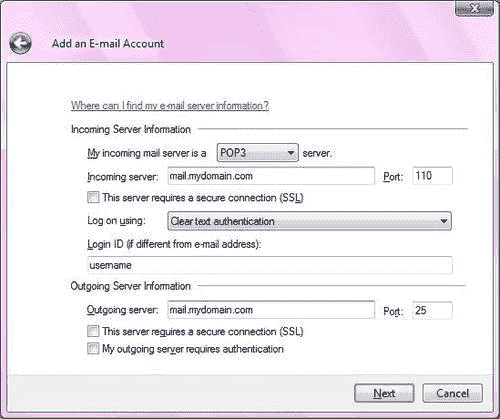 Add an E-mail Account
Where can I find my e-mail server information?
Incoming Server Information
My incoming mail server is a POP3 server.
Incoming server: mail.mydomain.com Port: 110
This server requires a secure connection (SSL)
Log on using: Clear text authentication
Login ID (if different from e-mail address):
username
Outgoing Server Information
Outgoing server: mail.mydomain.com Port: 25
This server requires a secure connection (SSL)
My outgoing server requires authentication
Next Cancel